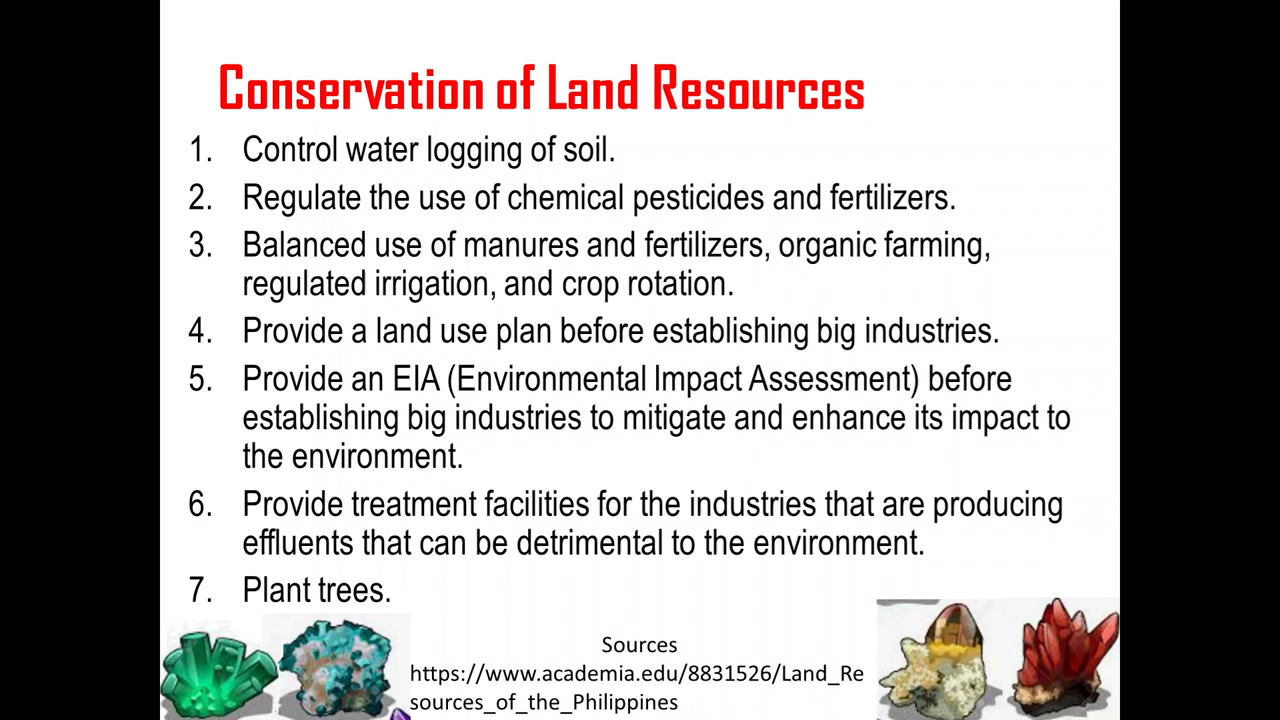 Conservation of Land Resources
1. Control water logging of soil.
2. Regulate the use of chemical pesticides and fertilizers.
3. Balanced use of manures and fertilizers, organic farming,
regulated irrigation, and crop rotation.
4. Provide a land use plan before establishing big industries.
5. Provide an EIA (Environmental Impact Assessment) before
establishing big industries to mitigate and enhance its impact to
the environment.
6. Provide treatment facilities for the industries that are producing
effluents that can be detrimental to the environment.
7. Plant trees.
Sources
https://www.academia.edu/8831526/Land_Re
sources_of_the_Philippines